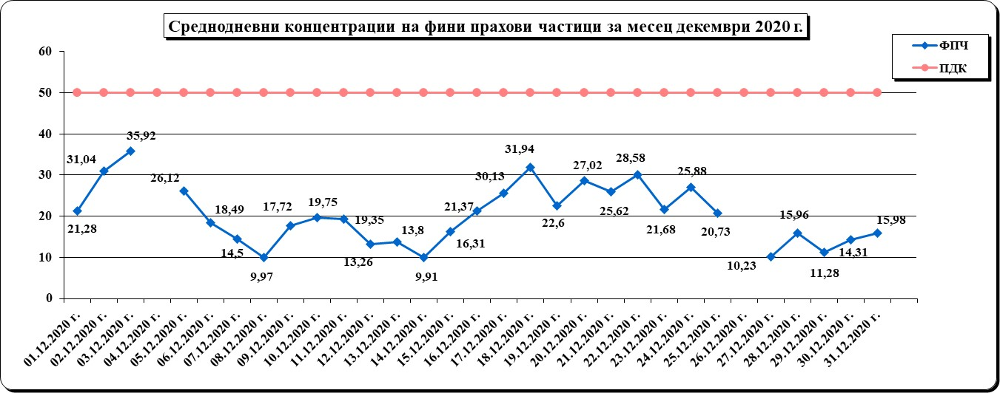 Среднодневни концентрации на фини прахови частици за месец декември 2020 г.
ФПЧ
ПДК
60
50
40
30
20
10
0
21,28
31,04
35,92
26,12
18,49
14,5
9,97
17,72
19,75
19,35
13,26
13,8
9,91
16,31
21,37
30,13
31,94
22,6
27,02
25,62
28,58
21,68
25,88
20,73
10,23
15,96
11,28
14,31
15,98
01.12.2020 г.
02.12.2020 г.
03.12.2020 г.
04.12.2020 г.
05.12.2020 г.
06.12.2020 г.
07.12.2020 г.
08.12.2020 г.
09.12.2020 г.
10.12.2020 г.
11.12.2020 г.
12.12.2020 г.
13.12.2020 г.
14.12.2020 г.
15.12.2020 г.
16.12.2020 г.
17.12.2020 г.
18.12.2020 г.
19.12.2020 г.
20.12.2020 г.
21.12.2020 г.
22.12.2020 г.
23.12.2020 г.
24.12.2020 г.
25.12.2020 г.
26.12.2020 г.
27.12.2020 г.
28.12.2020 г.
29.12.2020 г.
30.12.2020 г.
31.12.2020 г.